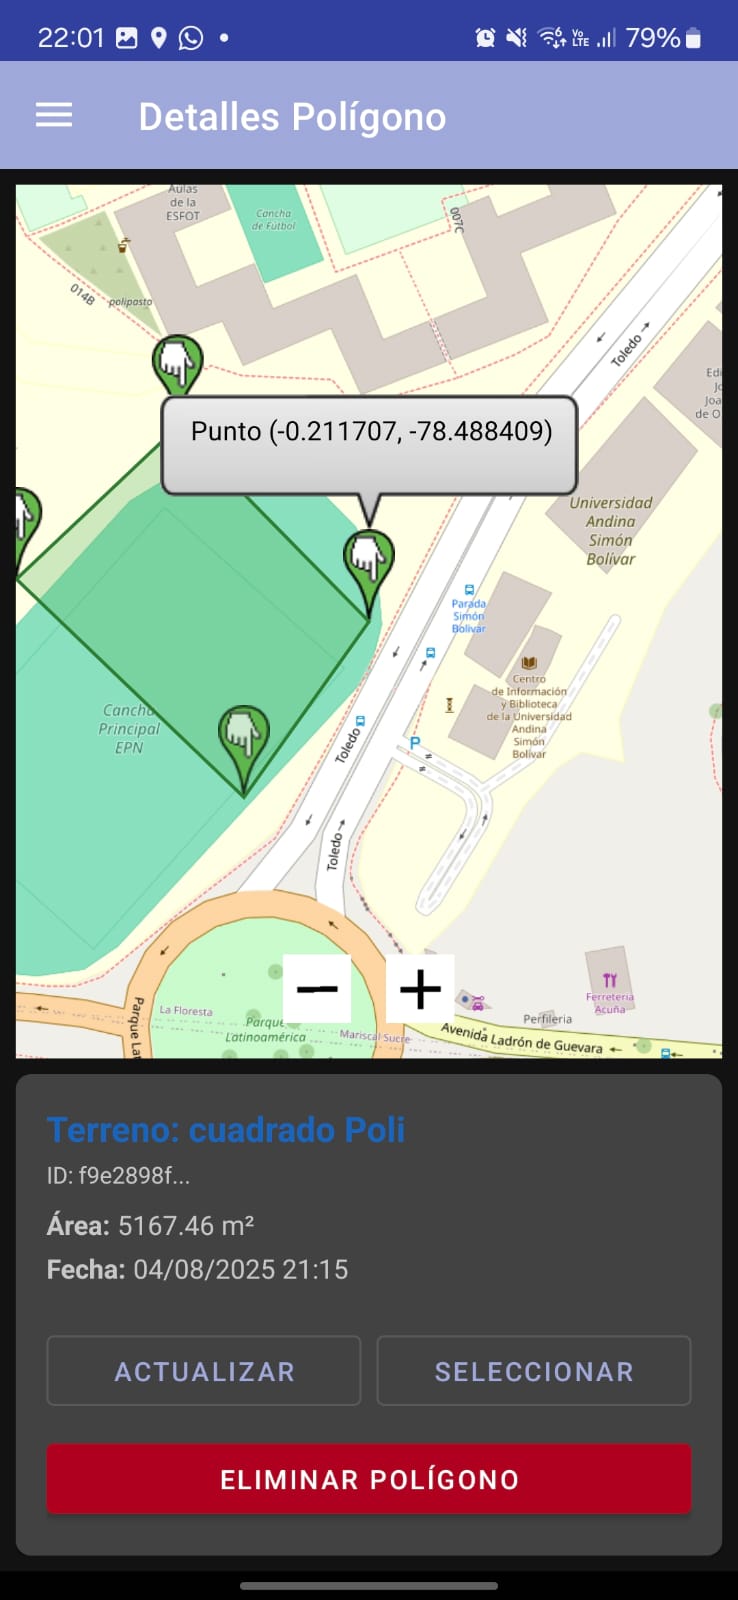 22:01
Vo
LTE
79%
Detalles Polígono
Aulas
de la
ESFOT
Cancha
de Fútbol
007C
014B
polipasto
Toledo
Punto (-0.211707, -78.488409)
Universidad
Andina
Simón
Bolívar
Parada
Simón
Bolívar
Centro
de Información
y Biblioteca
de la Universidad
Andina
Simón
Bolívar
Cancha
Principal
EPN
P
Toledo
Toledo
La Floresta
Parque
Latinoamérica
Mariscal Sucre
Perfileria
Ferretería
Acuña
Avenida Ladrón de Guevara
Terreno: cuadrado Poli
ID: f9e2898f...
Área: 5167.46 m²
Fecha: 04/08/2025 21:15
ACTUALIZAR
SELECCIONAR
ELIMINAR POLÍGONO